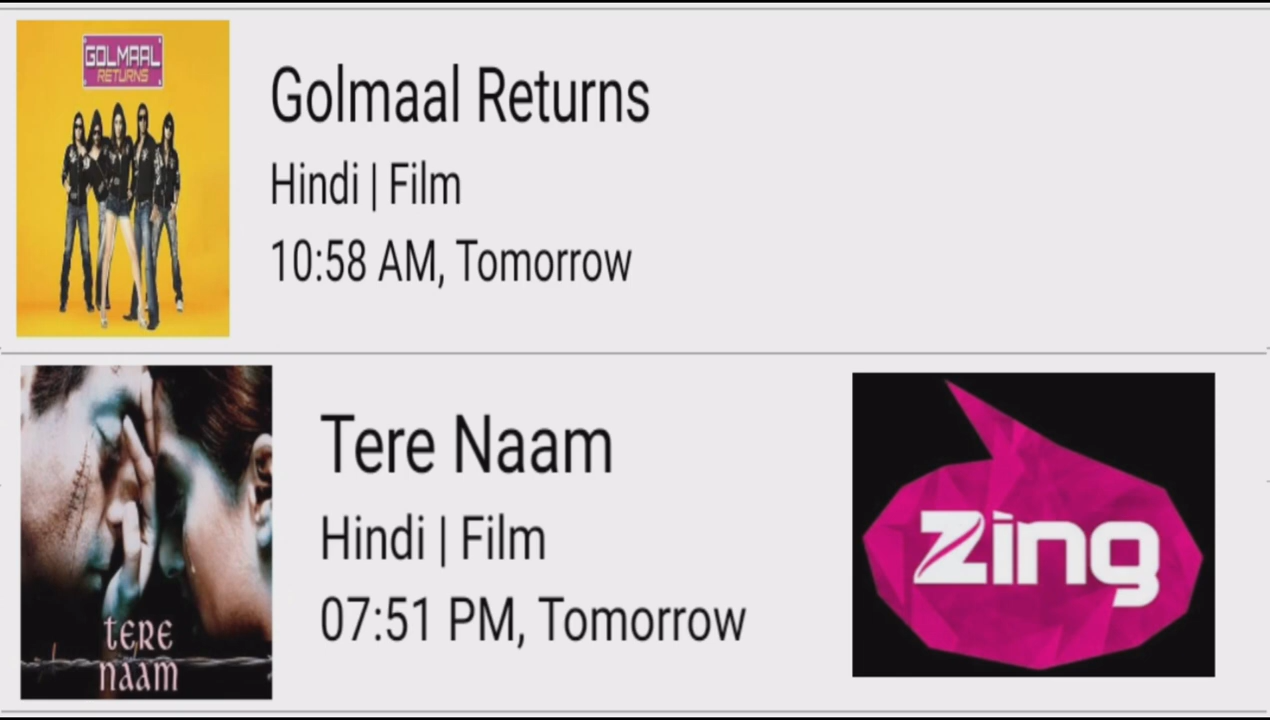 GOLMAAL
RETURNS
Golmaal Returns
Hindi | Film
10:58 AM, Tomorrow
tere
naam
Tere Naam
Hindi | Film
07:51 PM, Tomorrow
Zing